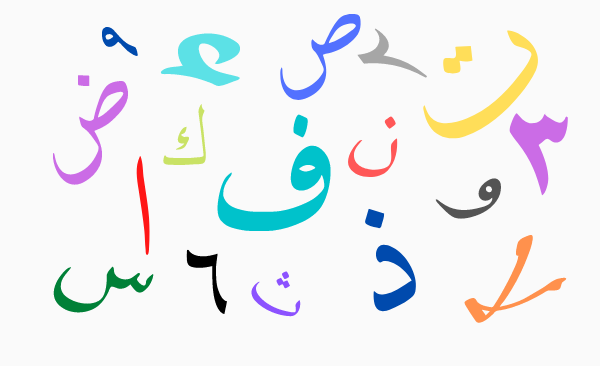 ص
ت
ض
٣
ن
ف
ك
و
ا
ذ
س
٦
ث